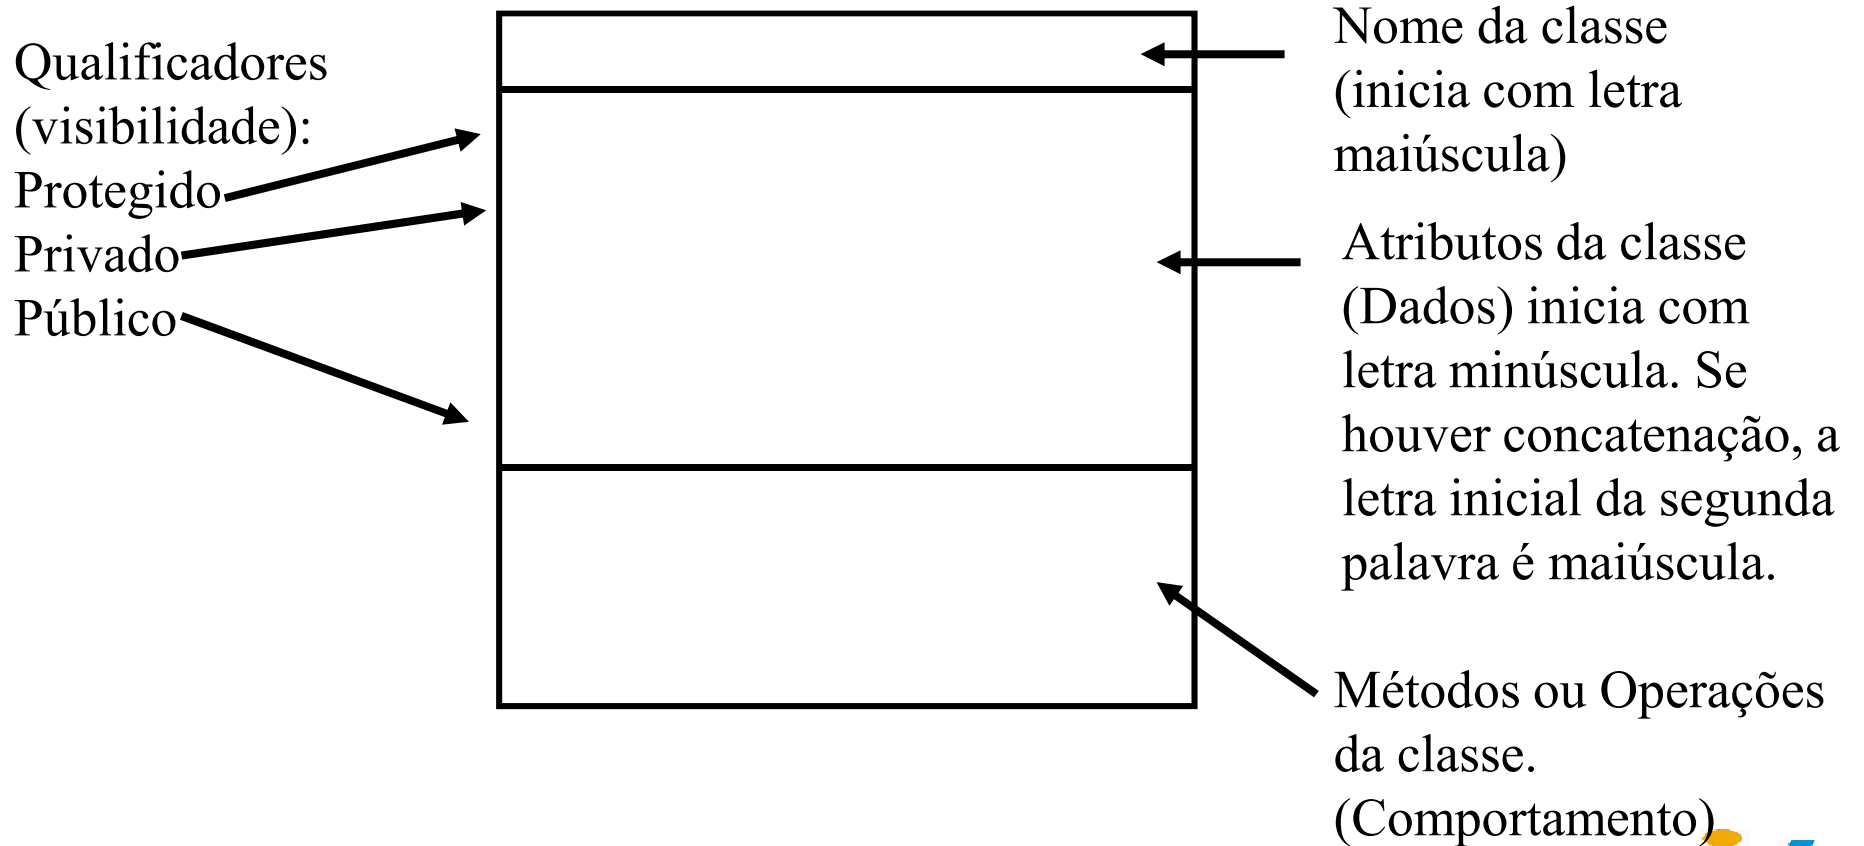 Qualificadores
(visibilidade):
Protegido
Privado
Público
Nome da classe
(inicia com letra
maiúscula)
Atributos da classe
(Dados) inicia com
letra minúscula. Se
houver concatenação, a
letra inicial da segunda
palavra é maiúscula.
Métodos ou Operações
da classe.
(Comportamento)